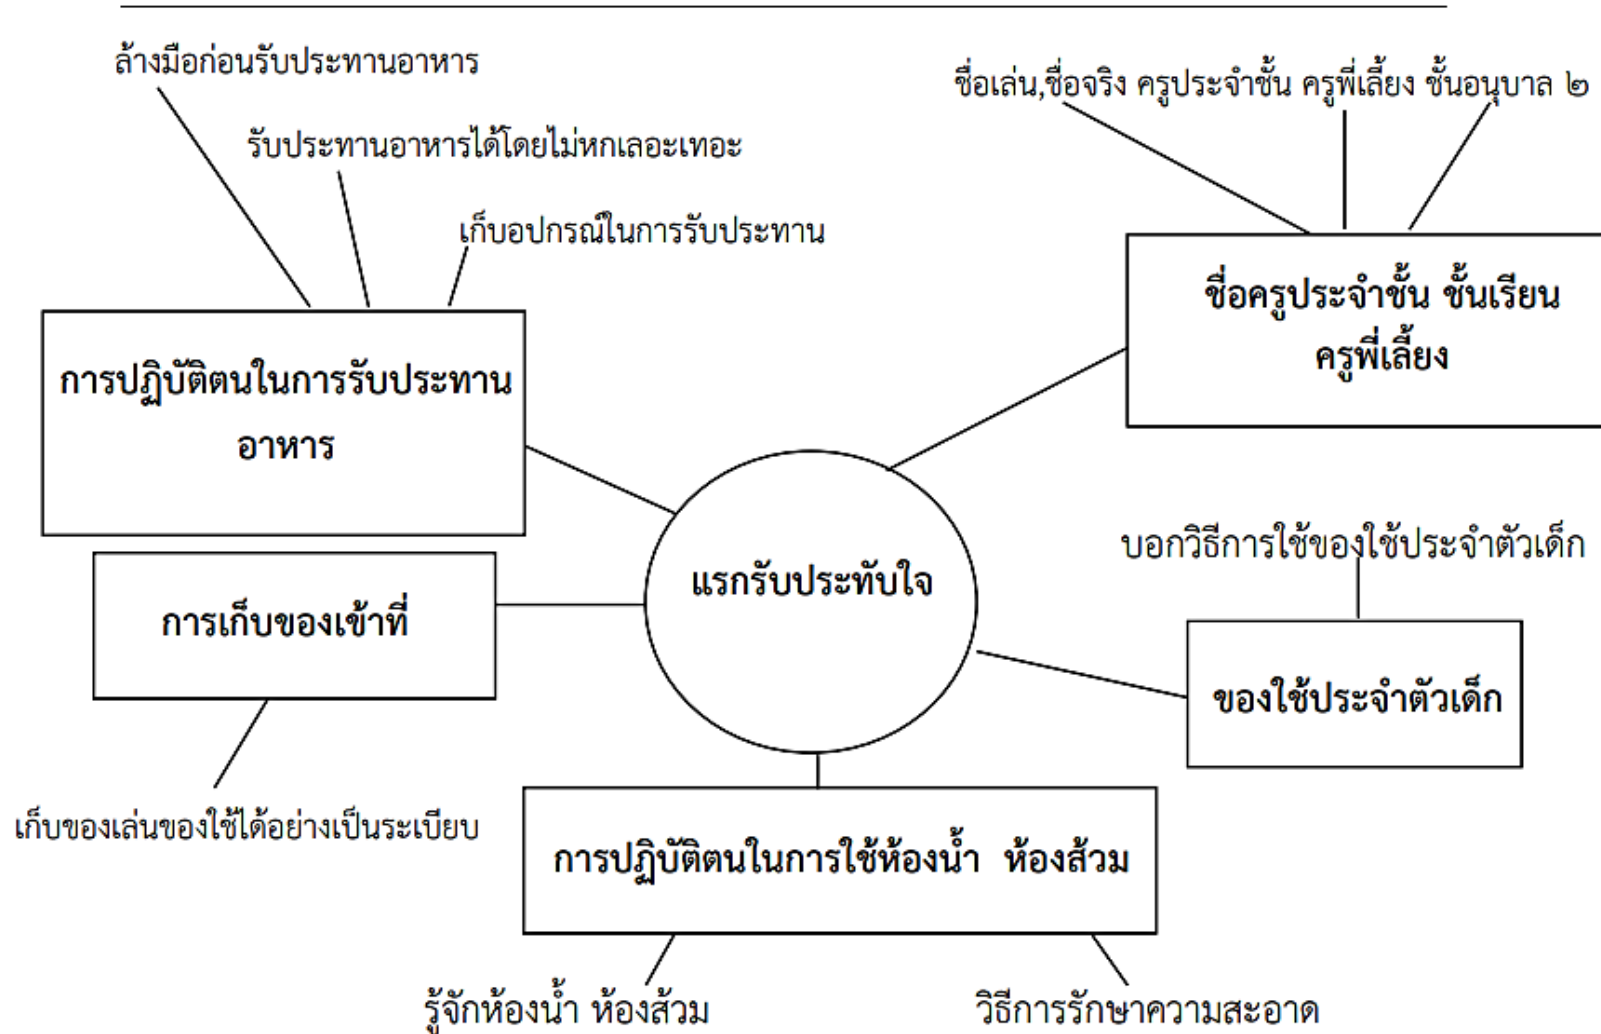 ล้างมือก่อนรับประทานอาหาร
ชื่อเล่น,ชื่อจริง ครูประจำชั้น ครูพี่เลี้ยง ชั้นอนุบาล ๒
รับประทานอาหารได้โดยไม่หกเลอะเทอะ
เก็บอปกรณ์ในการรับประทาน
ชื่อครูประจำชั้น ชั้นเรียน
ครูพี่เลี้ยง
การปฏิบัติตนในการรับประทาน
อาหาร
บอกวิธีการใช้ของใช้ประจำตัวเด็ก
แรกรับประทับใจ
การเก็บของเข้าที่
ของใช้ประจำตัวเด็ก
เก็บของเล่นของใช้ได้อย่างเป็นระเบียบ
การปฏิบัติตนในการใช้ห้องน้ำ ห้องส้วม
รู้จักห้องน้ำ ห้องส้วม
วิธีการรักษาความสะอาด